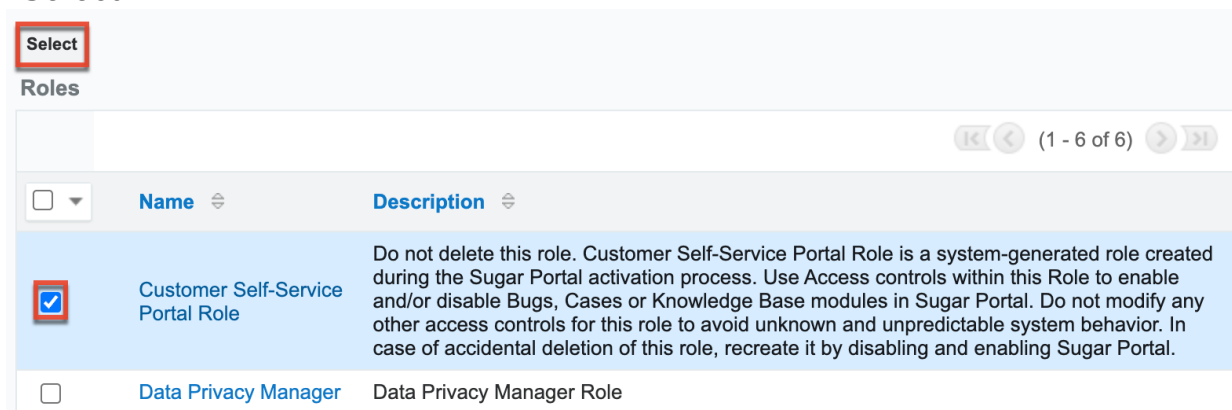 Select
Roles
(1 - 6 of 6)
Name Description
Do not delete this role. Customer Self-Service Portal Role is a system-generated role created
during the Sugar Portal activation process. Use Access controls within this Role to enable
Customer Self-Service and/or disable Bugs, Cases or Knowledge Base modules in Sugar Portal. Do not modify any
Portal Role other access controls for this role to avoid unknown and unpredictable system behavior. In
case of accidental deletion of this role, recreate it by disabling and enabling Sugar Portal.
Data Privacy Manager Data Privacy Manager Role